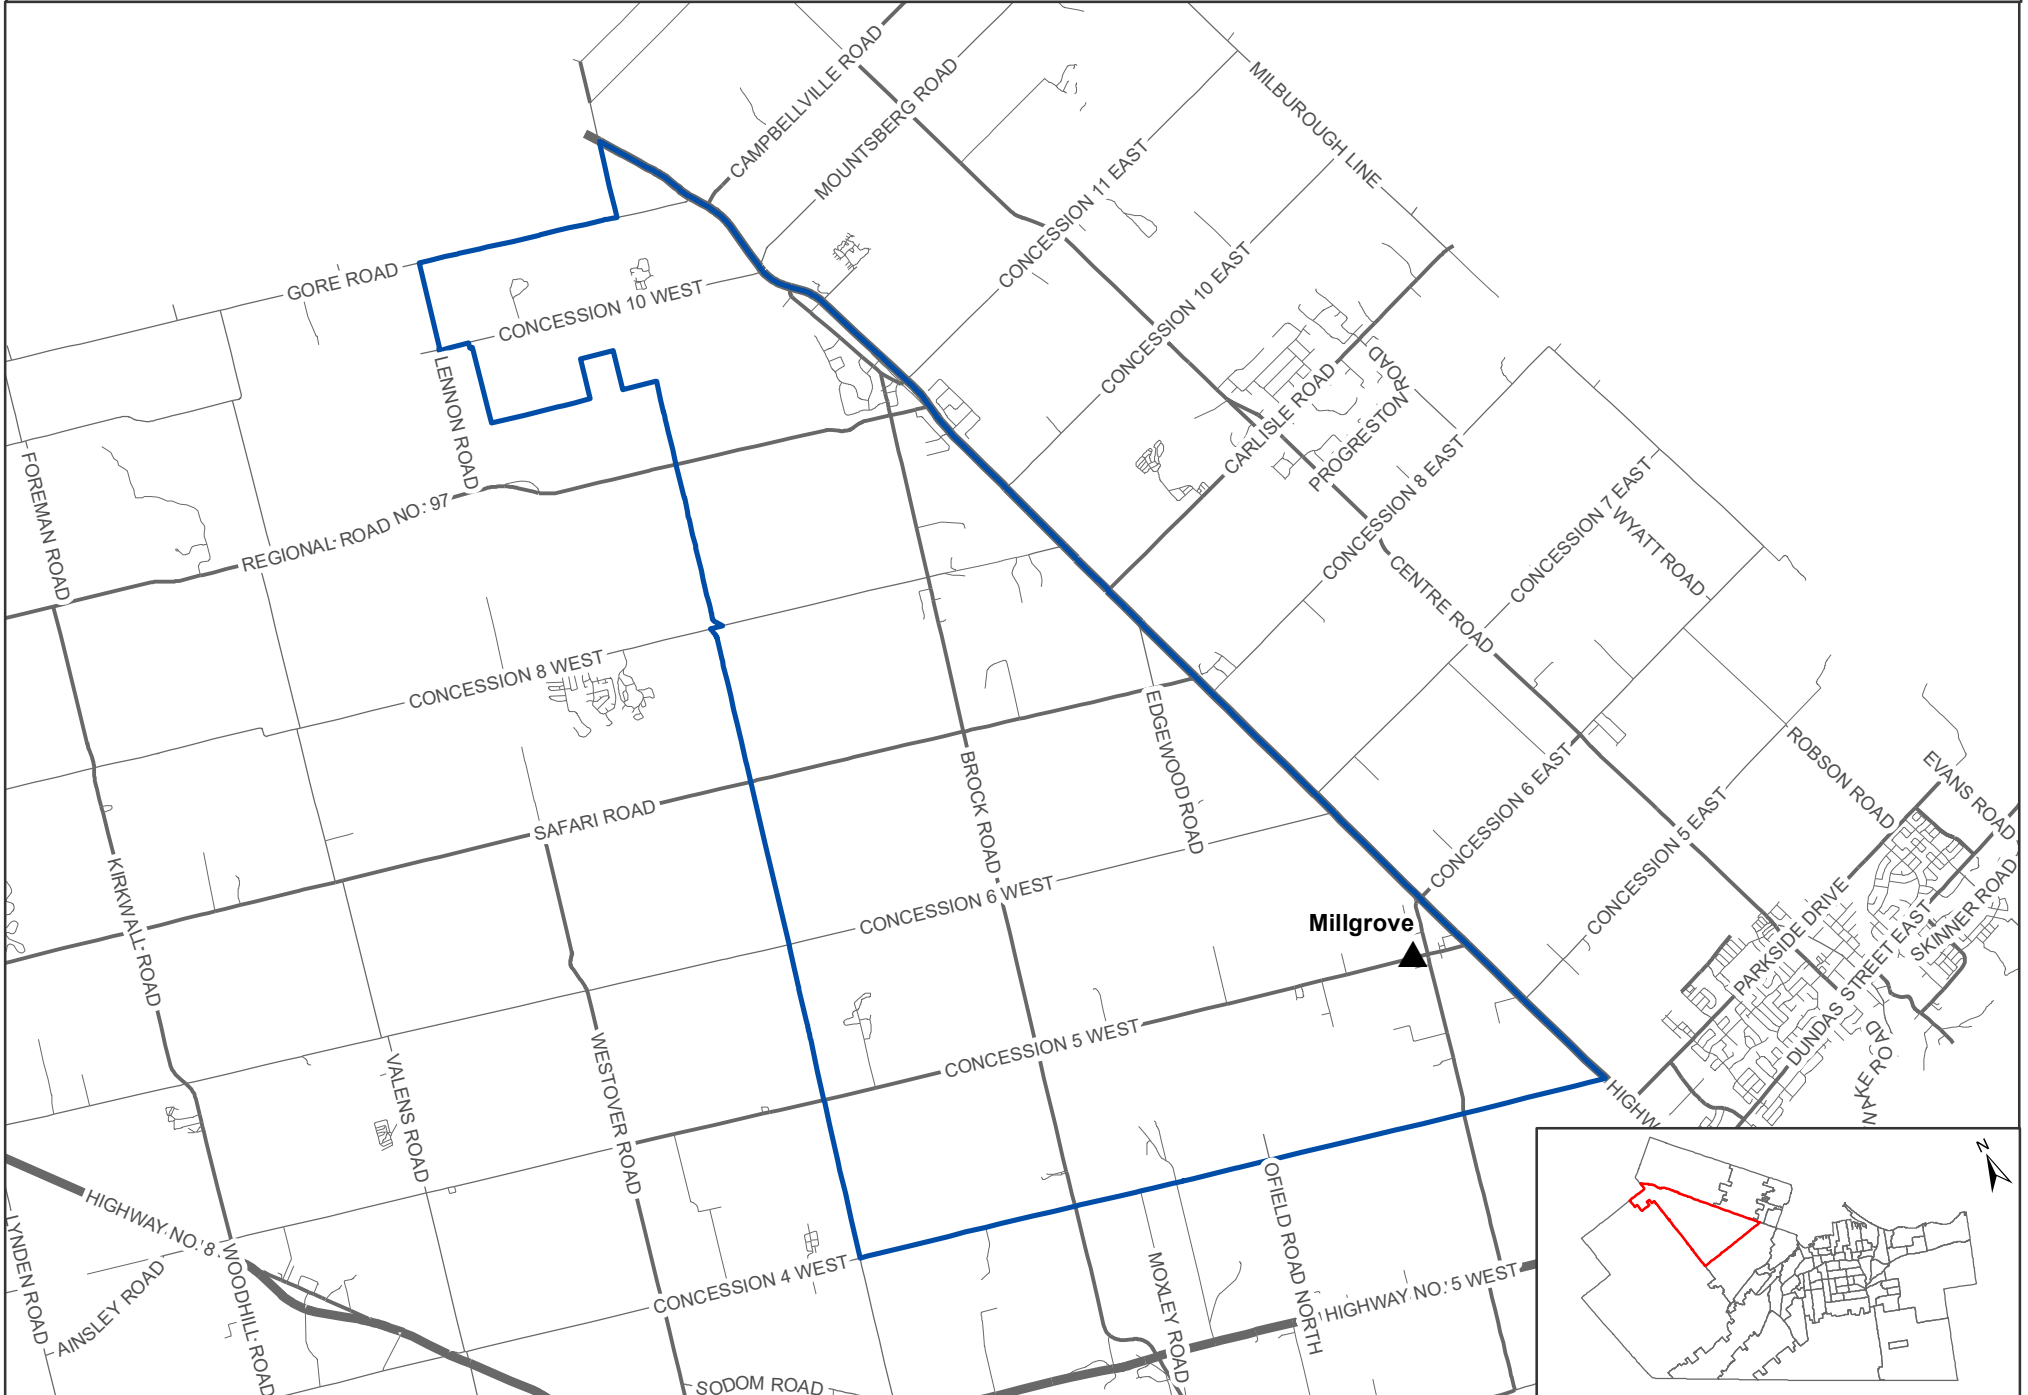 CAMPBELLVILLE ROAD
MOUNTSBERG ROAD
MILBOROUGH LINE
CONCESSION 11 EAST
GORE ROAD
CONCESSION 10 WEST
CONCESSION 10 EAST
LENNON ROAD
CARLISLE ROAD
PROGRESTON ROAD
FOREMAN ROAD
REGIONAL ROAD NO. 97
CONCESSION 8 EAST
CONCESSION 7 EAST
WYATT ROAD
CENTRE ROAD
CONCESSION 8 WEST
EDGEWOOD ROAD
BROCK ROAD
ROBSON ROAD
EVANS ROAD
SAFARI ROAD
CONCESSION 6 EAST
CONCESSION 5 EAST
KIRKWALL ROAD
CONCESSION 6 WEST
Millgrove
PARKSIDE DRIVE
DUNDAS STREET EAST
SKINNER ROAD
CONCESSION 5 WEST
WESTOVER ROAD
VALENS ROAD
WAKE ROAD
HIGHW
N
HIGHWAY NO. 8
LYNDEN ROAD
AINSLEY ROAD
WOODHILL ROAD
CONCESSION 4 WEST
MOXLEY ROAD
OFIELD ROAD NORTH
HIGHWAY NO. 5 WEST
SODOM ROAD